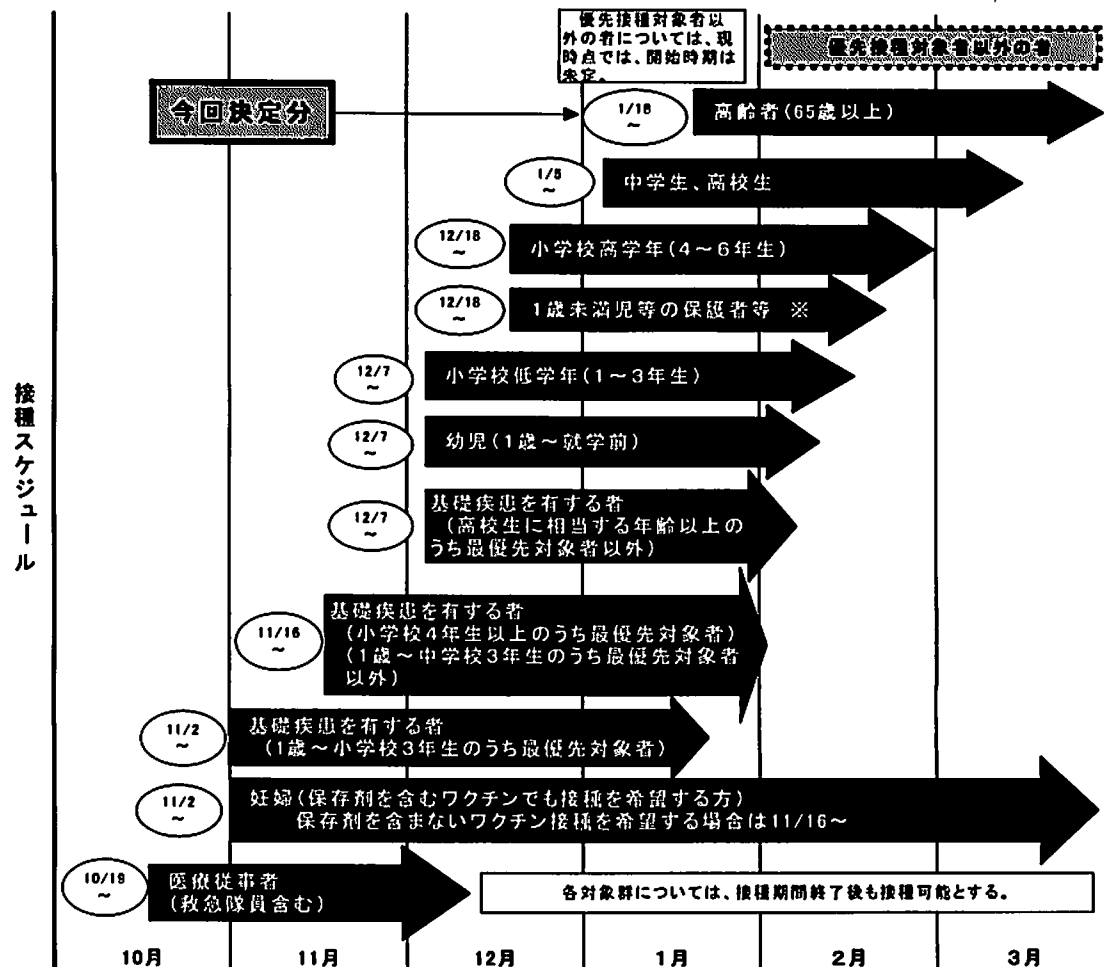 優先接種対象者以
外の者については、現
時点では、開始時期は
未定。
優先接種対象者以外の者
今回決定分
1/18
~
高齢者(65歳以上)
1/5
~
中学生、高校生
12/18
~
小学校高学年(4~6年生)
12/18
~
1歳未満児等の保護者等 ※
12/7
~
小学校低学年(1~3年生)
12/7
~
幼児(1歳~就学前)
12/7
~
基礎疾患を有する者
(高校生に相当する年齢以上の
うち最優先対象者以外)
11/16
~
基礎疾患を有する者
(小学校4年生以上のうち最優先対象者)
(1歳~中学校3年生のうち最優先対象者
以外)
11/2
~
基礎疾患を有する者
(1歳~小学校3年生のうち最優先対象者)
11/2
~
妊婦(保存剤を含むワクチンでも接種を希望する方)
保存剤を含まないワクチン接種を希望する場合は11/16~
10/19
~
医療従事者
(救急隊員含む)
各対象群については、接種期間終了後も接種可能とする。
接種スケジュール
10月
11月
12月
1月
2月
3月